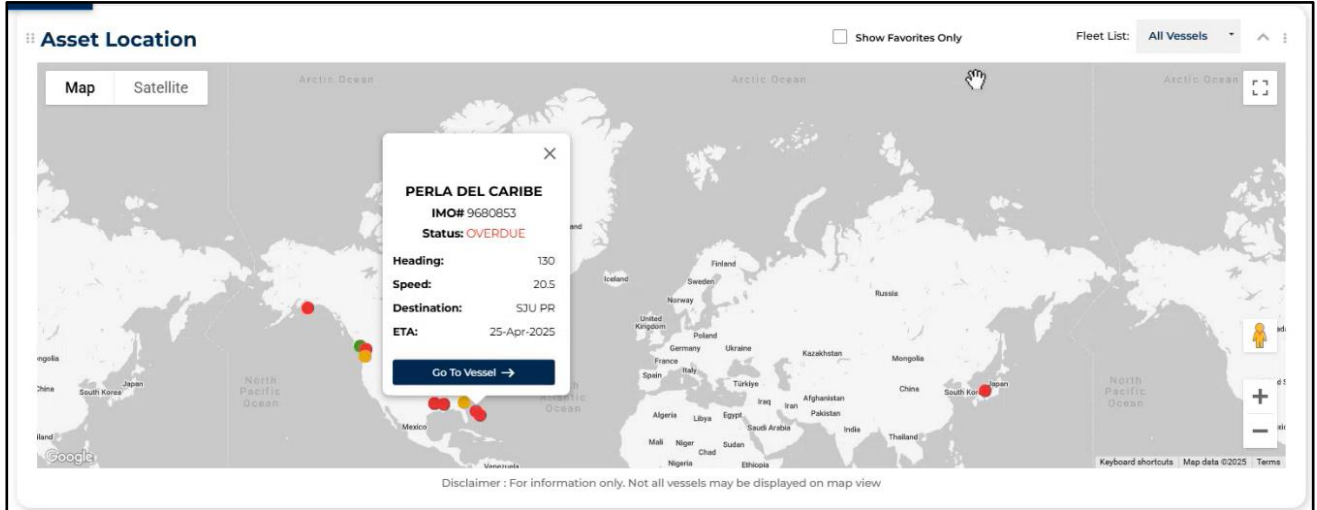 Asset Location
Show Favorites Only
Fleet List: All Vessels
Map Satellite
Arctic Ocean Arctic Ocean Arctic Ocean
PERLA DEL CARIBE
IMO# 9680853
Status: OVERDUE
Heading: 130
Speed: 20.5
Destination: SJU PR
ETA: 25-Apr-2025
Go To Vessel →
Iceland
Finland
Sweden
Norway
Russia
United
Kingdom
Poland
Germany Ukraine
Kazakhstan Mongolia
France
Spain Italy
Türkiye
China South Korea Japan
North
Pacific
Ocean
Atlantic
Ocean
China Japan
North
Pacific
Ocean
Iraq Iran Afghanistan
Pakistan
Algeria Libya Egypt
Saudi Arabia India
Mexico
Mali Niger Sudan
Chad
Thailand
Nigeria Ethiopia
Venezuela
Google
Keyboard shortcuts Map data ©2025 Terms
Disclaimer : For information only. Not all vessels may be displayed on map view